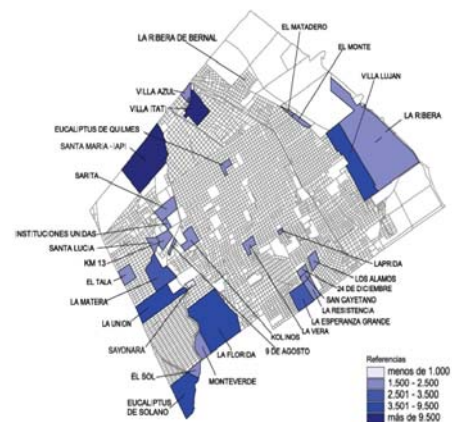 EL MATADERO
LA RIBERA DE BERNAL
EL MONTE
VILLA LUJAN
VILLA AZUL
VILLA ITATI
LA RIBERA
EUCALIPTUS DE QUILMES
SANTA MARIA - IAPI
SARITA
INSTITUCIONES UNIDAS
SANTA LUCIA
KM 13
EL TALA
LA MATERA
LA UNION
SAYONARA
EL SOL
EUCALIPTUS
DE SOLANO
MONTEVERDE
LA FLORIDA
9 DE AGOSTO
KOLINOS
LA VERA
LA ESPERANZA GRANDE
LA RESISTENCIA
SAN CAYETANO
24 DE DICIEMBRE
LOS ALAMOS
LAPRIDA
Referencias
menos de 1.000
1.500 - 2.500
2.501 - 3.500
3.501 - 9.500
más de 9.500